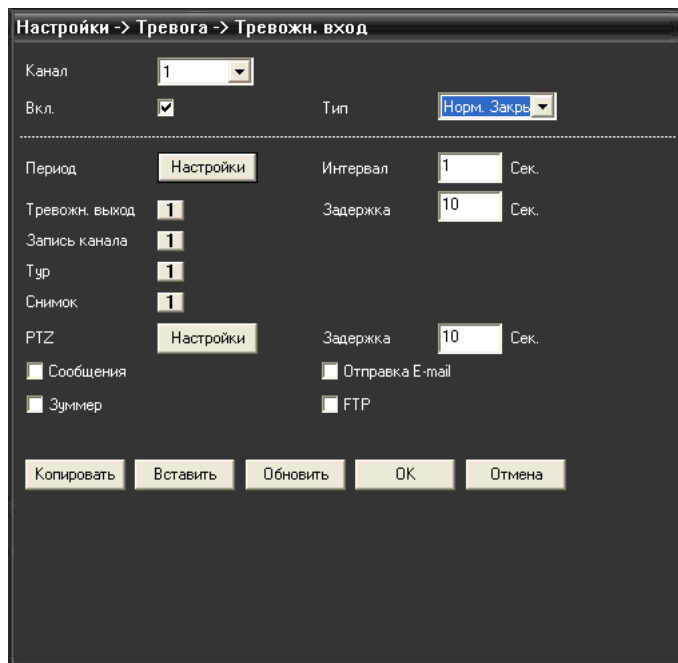 Настройки -> Тревога -> Тревожн. вход
Канал 1
Вкл. Тип Норм. Закры
Период Настройки Интервал 1 Сек.
Тревожн. выход 1 Задержка 10 Сек.
Запись канала 1
Тур 1
Снимок 1
PTZ Настройки Задержка 10 Сек.
Сообщения Отправка E-mail
Зуммер FTP
Копировать Вставить Обновить OK Отмена